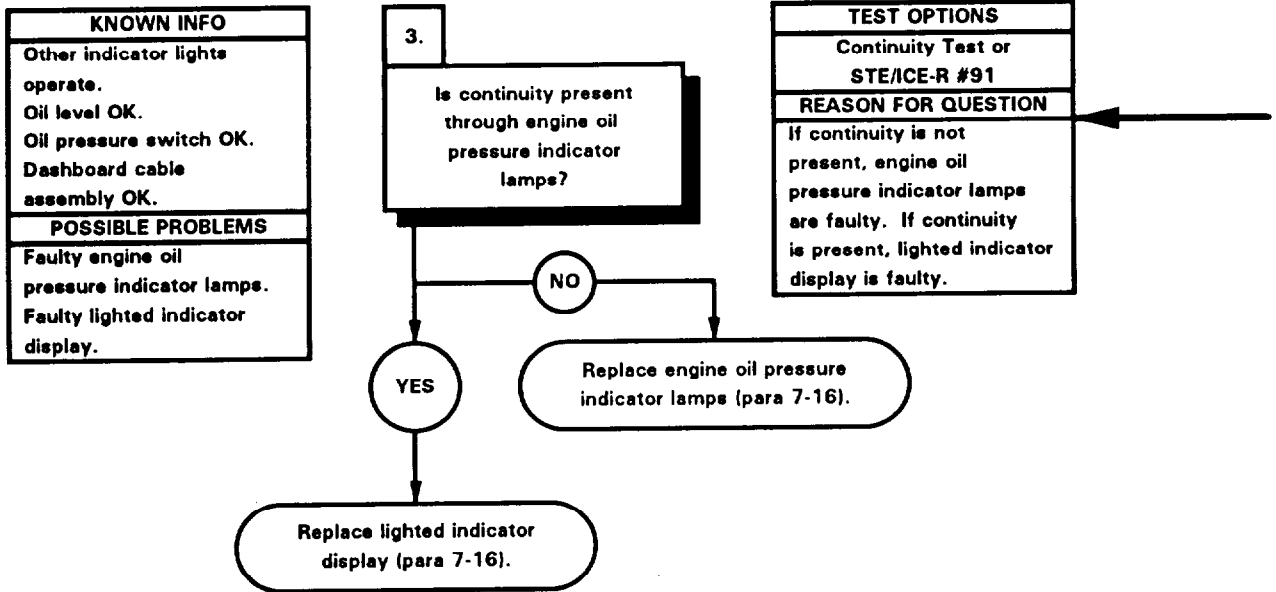 KNOWN INFO
Other indicator lights
operate.
Oil level OK.
Oil pressure switch OK.
Dashboard cable
assembly OK.
POSSIBLE PROBLEMS
Faulty engine oil
pressure indicator lamps.
Faulty lighted indicator
display.
3.
Is continuity present
through engine oil
pressure indicator
lamps?
TEST OPTIONS
Continuity Test or
STE/ICE-R #91
REASON FOR QUESTION
If continuity is not
present, engine oil
pressure indicator lamps
are faulty. If continuity
is present, lighted indicator
display is faulty.
NO
YES
Replace engine oil pressure
indicator lamps (para 7-16).
Replace lighted indicator
display (para 7-16).